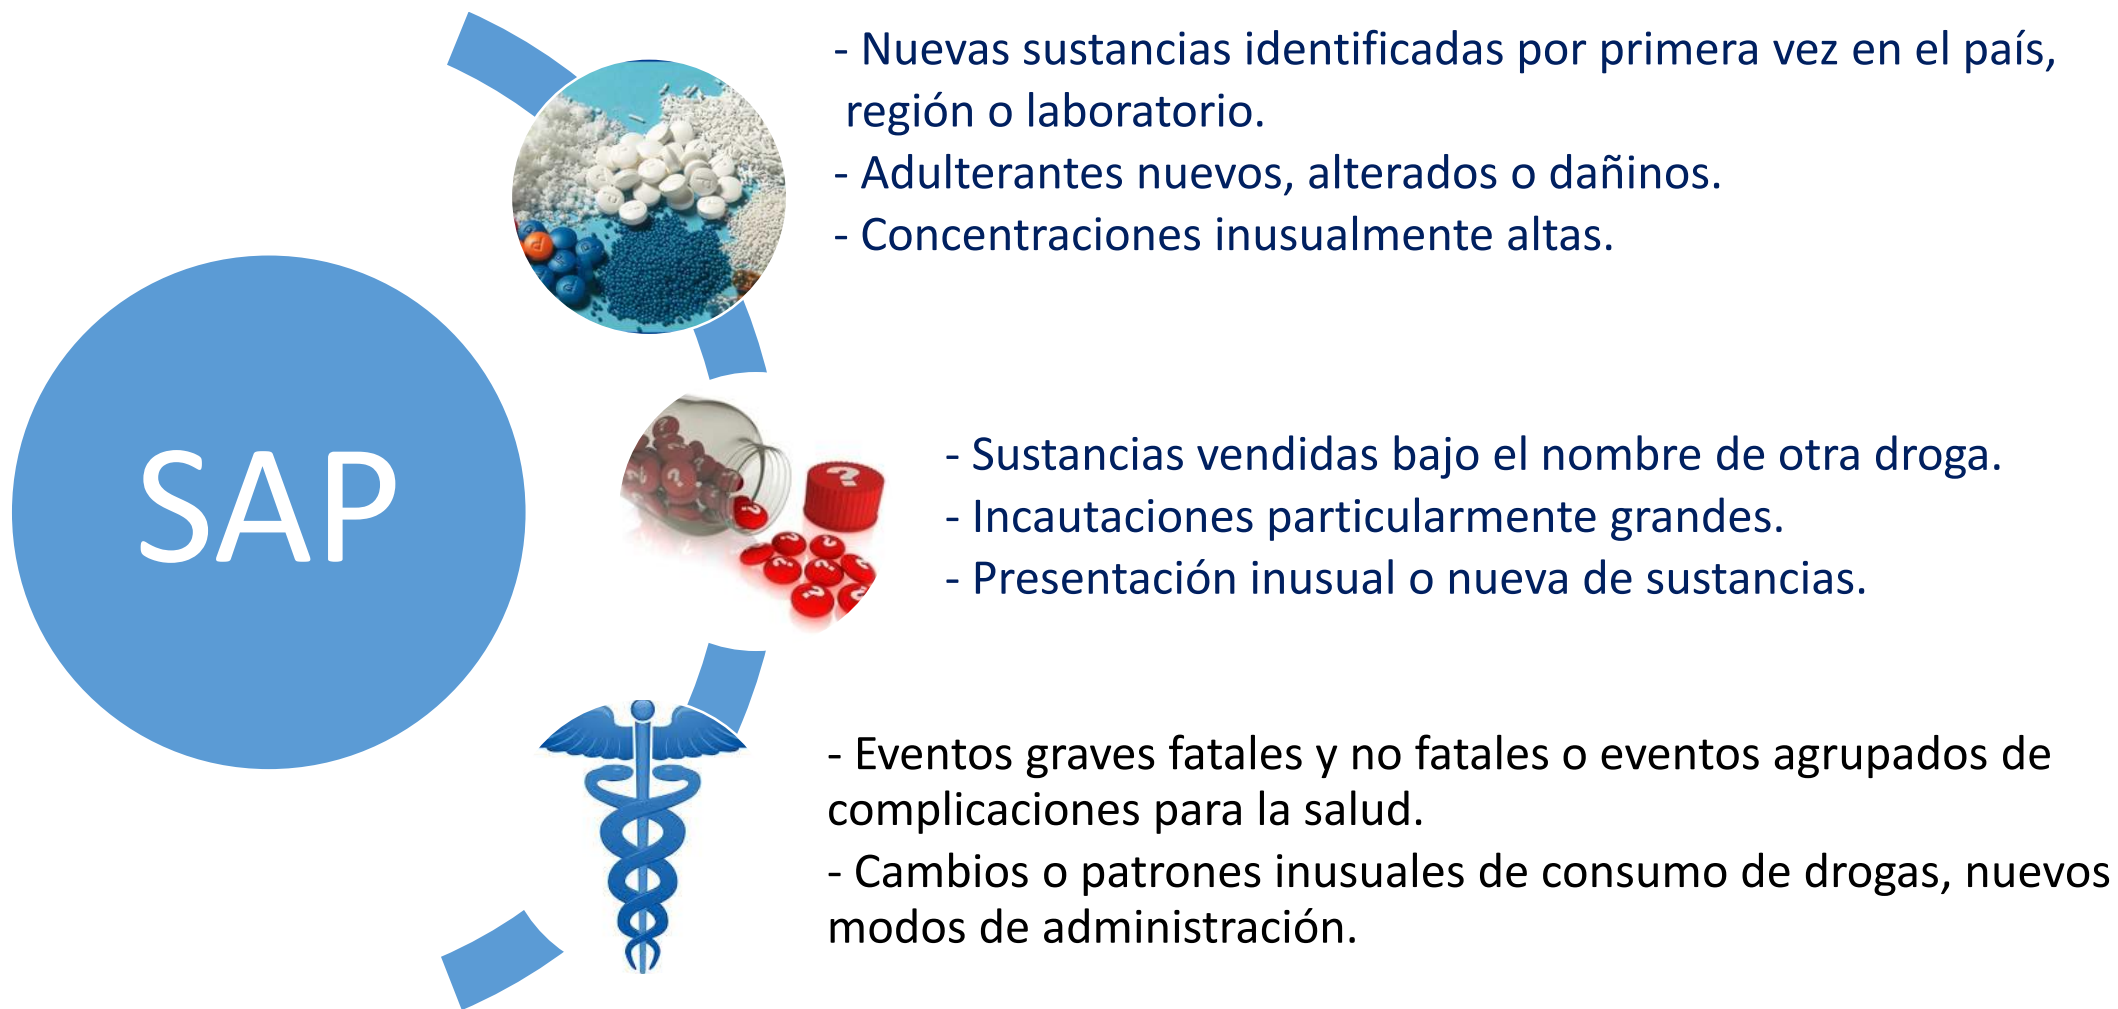 SAP
- Nuevas sustancias identificadas por primera vez en el país,
región o laboratorio.
- Adulterantes nuevos, alterados o dañinos.
- Concentraciones inusualmente altas.
- Sustancias vendidas bajo el nombre de otra droga.
- Incautaciones particularmente grandes.
- Presentación inusual o nueva de sustancias.
- Eventos graves fatales y no fatales o eventos agrupados de
complicaciones para la salud.
- Cambios o patrones inusuales de consumo de drogas, nuevos
modos de administración.